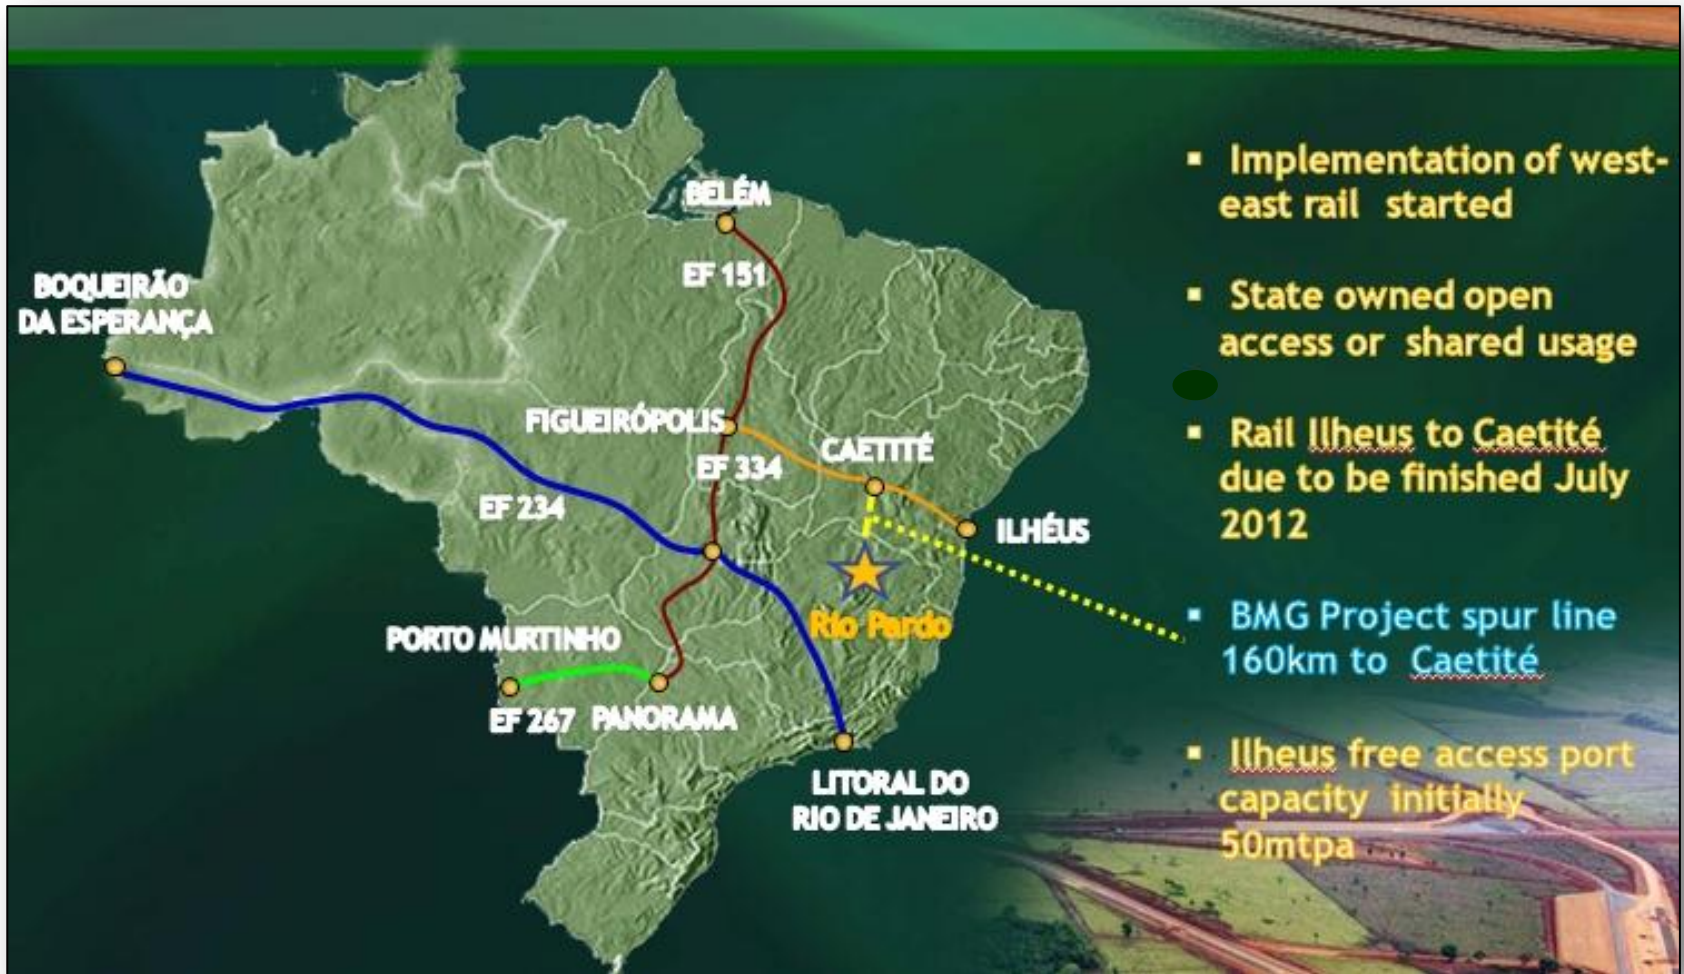 BELÉM
EF 151
BOQUEIRÃO
DA ESPERANÇA
FIGUEIRÓPOLIS
CAETITÉ
EF 334
EF 234
ILHÉUS
Rio Pardo
PORTO MURTINHO
EF 267
PANORAMA
LITORAL DO
RIO DE JANEIRO
▪ Implementation of west-
east rail started
▪ State owned open
access or shared usage
▪ Rail Ilheus to Caetité
due to be finished July
2012
▪ BMG Project spur line
160km to Caetité
▪ Ilheus free access port
capacity initially
50mtpa